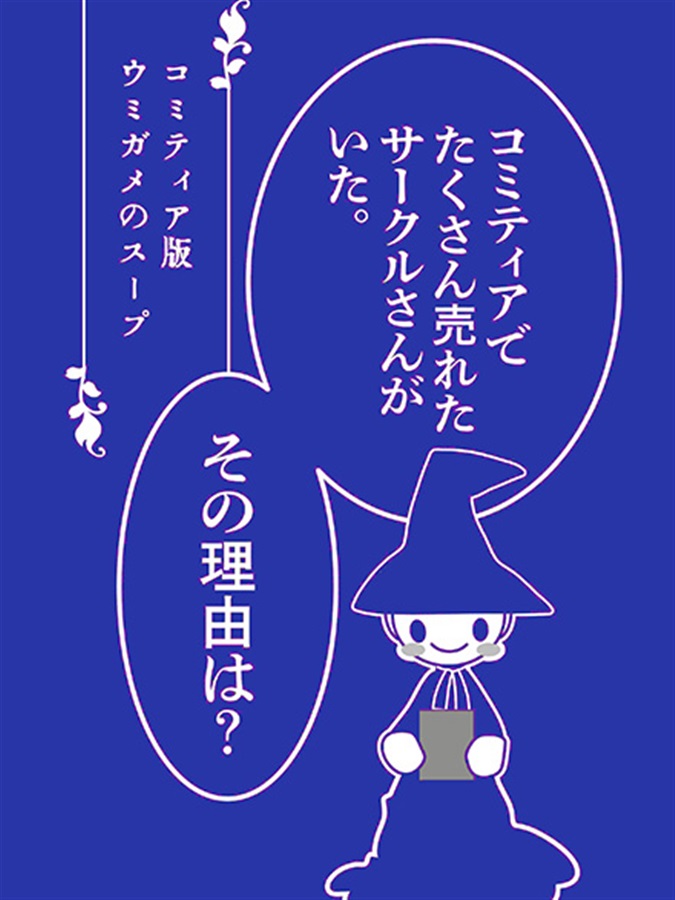 コミティアで
たくさん売れた
サークルさんが
いた。
その理由は？
コミティア版
ウミガメのスープ